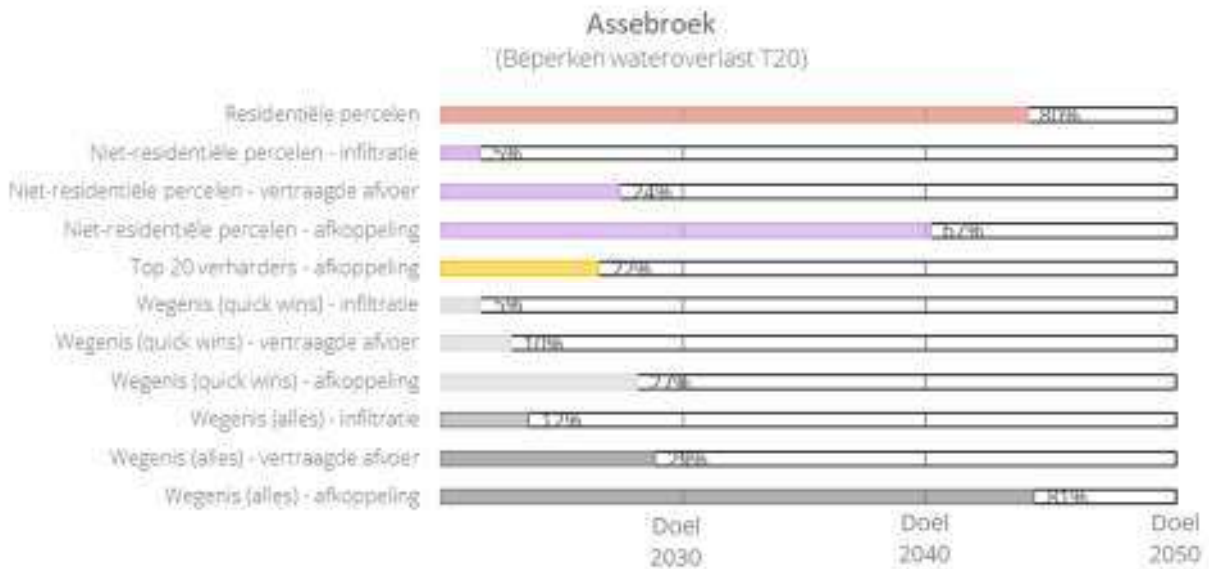 Assebroek
(Beperken wateroverlast T20)
Residentiële percelen 80%
Niet-residentiële percelen - infiltratie 5%
Niet-residentiële percelen - vertraagde afvoer 24%
Niet-residentiële percelen - afkoppeling 67%
Top 20 verharders - afkoppeling 22%
Wegenis (quick wins) - infiltratie 5%
Wegenis (quick wins) - vertraagde afvoer 10%
Wegenis (quick wins) - afkoppeling 27%
Wegenis (alles) - infiltratie 12%
Wegenis (alles) - vertraagde afvoer 29%
Wegenis (alles) - afkoppeling 81%
Doel Doel Doel
2030 2040 2050